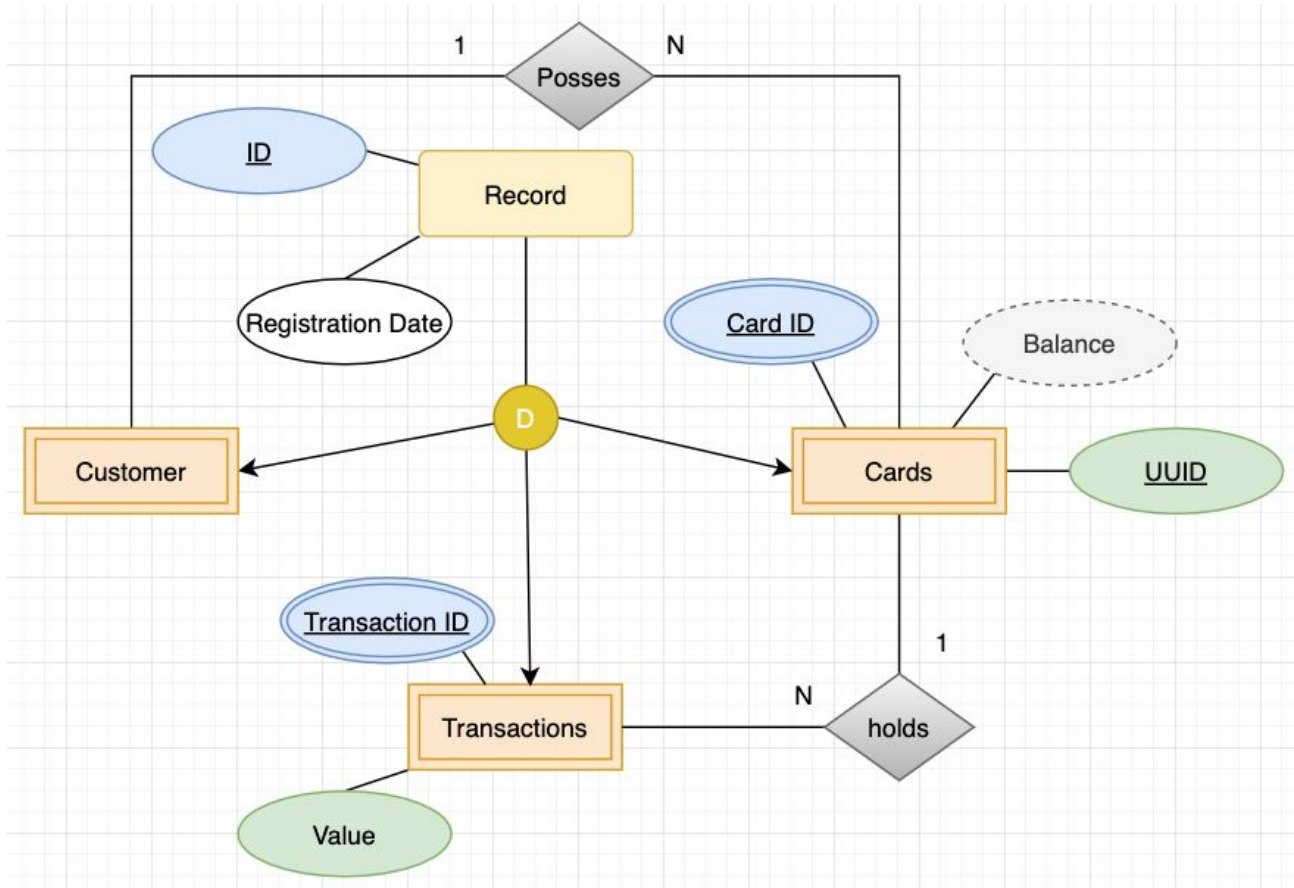 1
N
Posses
ID
Record
Registration Date
Card ID
Balance
D
Customer
Cards
UUID
Transaction ID
1
N
Transactions
holds
Value